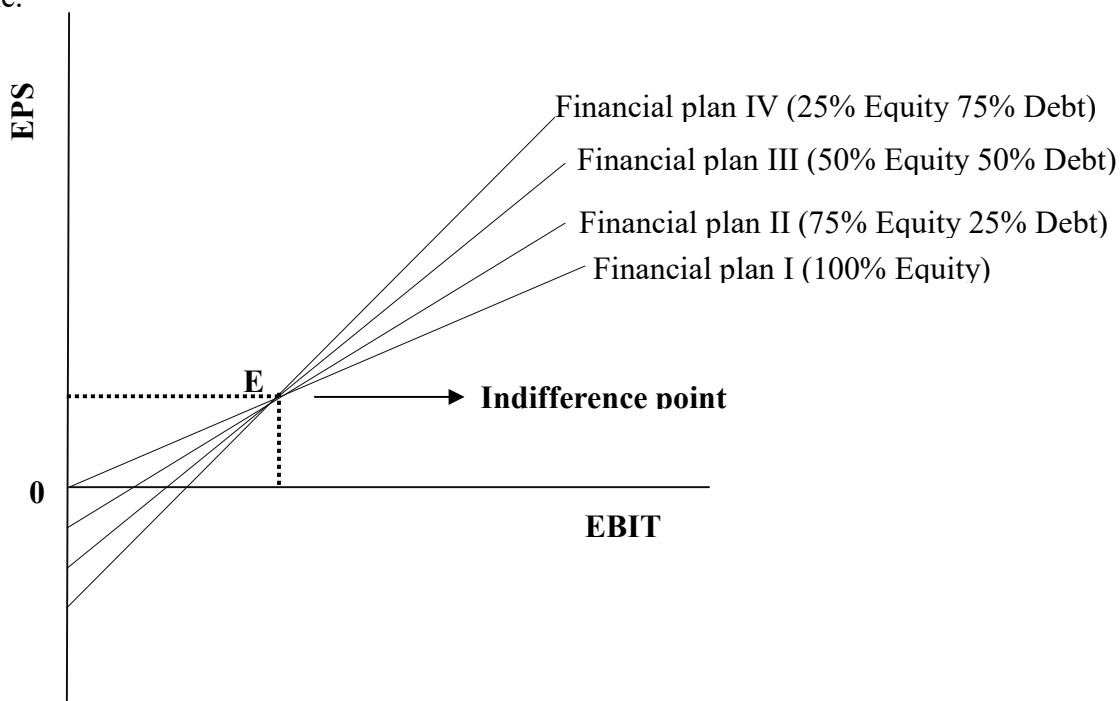 EPS
Financial plan IV (25% Equity 75% Debt)
Financial plan III (50% Equity 50% Debt)
Financial plan II (75% Equity 25% Debt)
Financial plan I (100% Equity)
E
Indifference point
0
EBIT